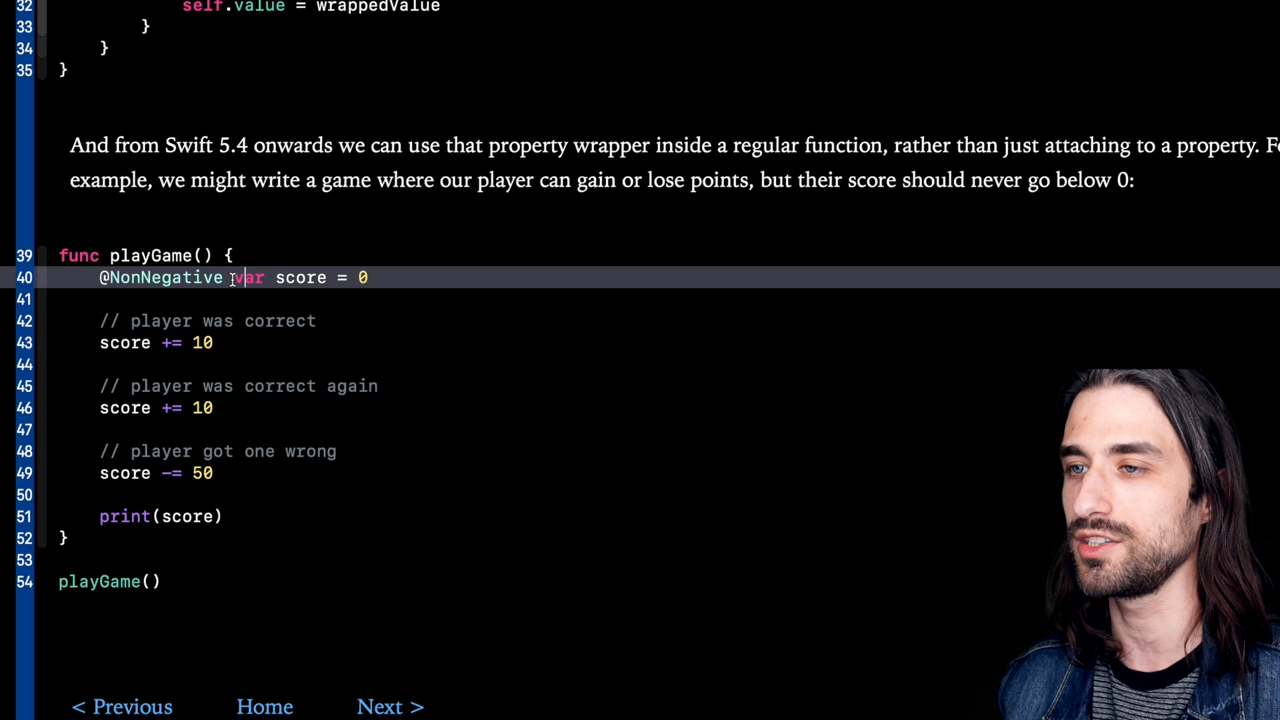 32 self.value = wrappedValue
33 }
34 }
35 }
And from Swift 5.4 onwards we can use that property wrapper inside a regular function, rather than just attaching to a property.
example, we might write a game where our player can gain or lose points, but their score should never go below 0:
39 func playGame() {
40 @NonNegative var score = 0
41
42 // player was correct
43 score += 10
44
45 // player was correct again
46 score += 10
47
48 // player got one wrong
49 score -= 50
50
51 print(score)
52 }
53
54 playGame()
< Previous Home Next >